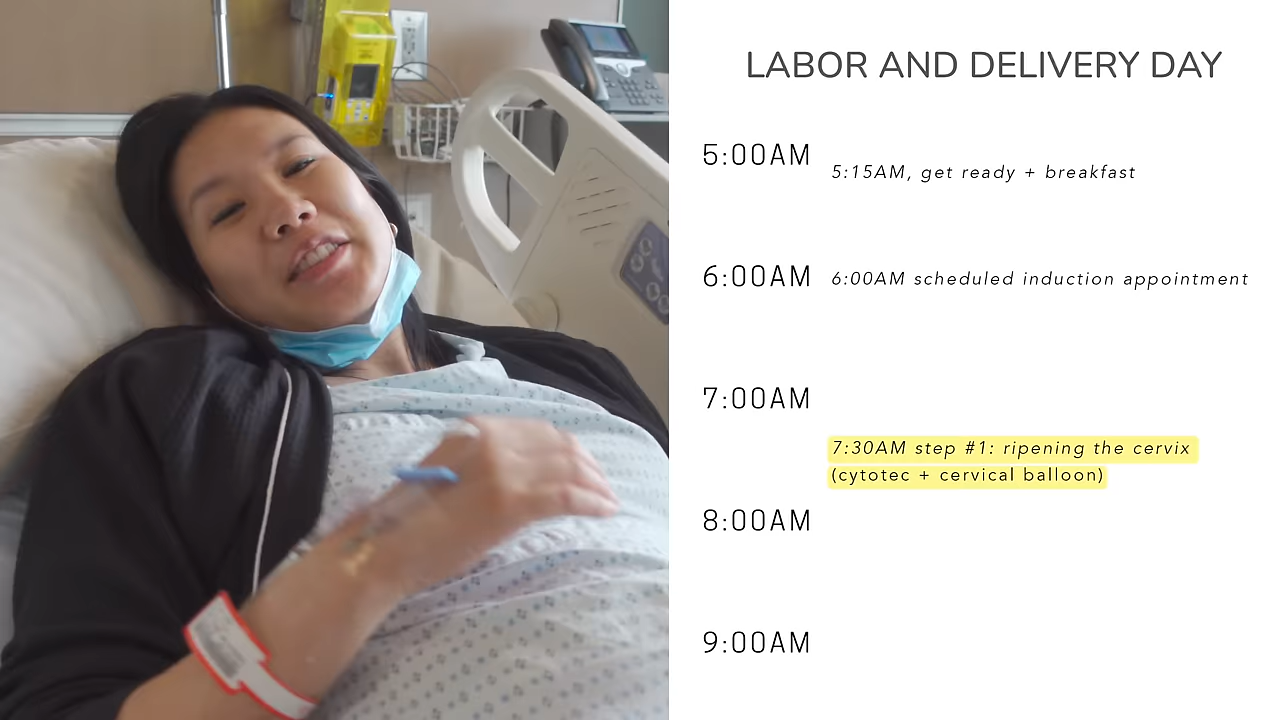 LABOR AND DELIVERY DAY
5:00AM
5:15AM, get ready + breakfast
6:00AM 6:00AM scheduled induction appointment
7:00AM
7:30AM step #1: ripening the cervix
(cytotec + cervical balloon)
8:00AM
9:00AM